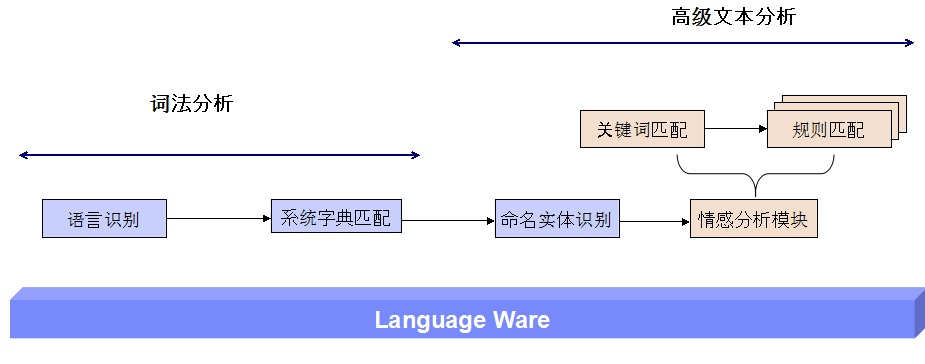 高级文本分析
词法分析
关键词匹配
规则匹配
语言识别
系统字典匹配
命名实体识别
情感分析模块
Language Ware